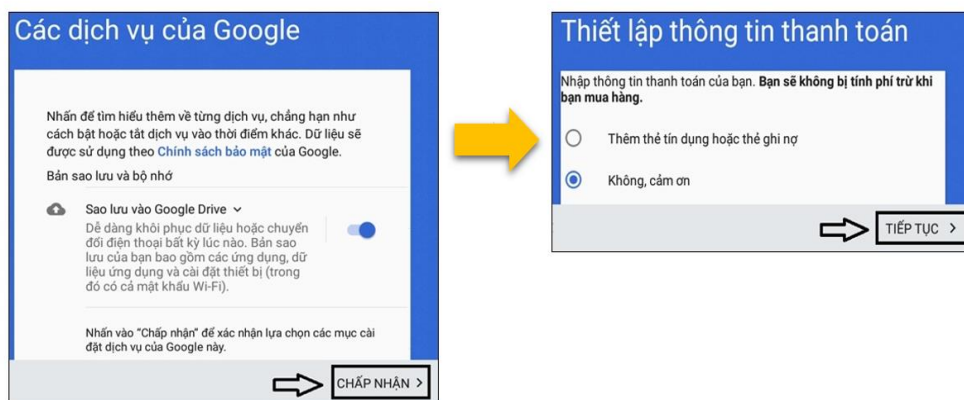 Các dịch vụ của Google
Nhấn để tìm hiểu thêm về từng dịch vụ, chẳng hạn như
cách bật hoặc tắt dịch vụ vào thời điểm khác. Dữ liệu sẽ
được sử dụng theo Chính sách bảo mật của Google.
Bản sao lưu và bộ nhớ
Sao lưu vào Google Drive
Dễ dàng khôi phục dữ liệu hoặc chuyển
đổi điện thoại bất kỳ lúc nào. Bản sao
lưu của bạn bao gồm các ứng dụng, dữ
liệu ứng dụng và cài đặt thiết bị (trong
đó có cả mật khẩu Wi-Fi).
Nhấn vào “Chấp nhận” để xác nhận lựa chọn các mục cài
đặt dịch vụ của Google này.
CHẤP NHẬN >
Thiết lập thông tin thanh toán
Nhập thông tin thanh toán của bạn. Bạn sẽ không bị tính phí trừ khi
bạn mua hàng.
Thêm thẻ tín dụng hoặc thẻ ghi nợ
Không, cảm ơn
TIẾP TỤC >